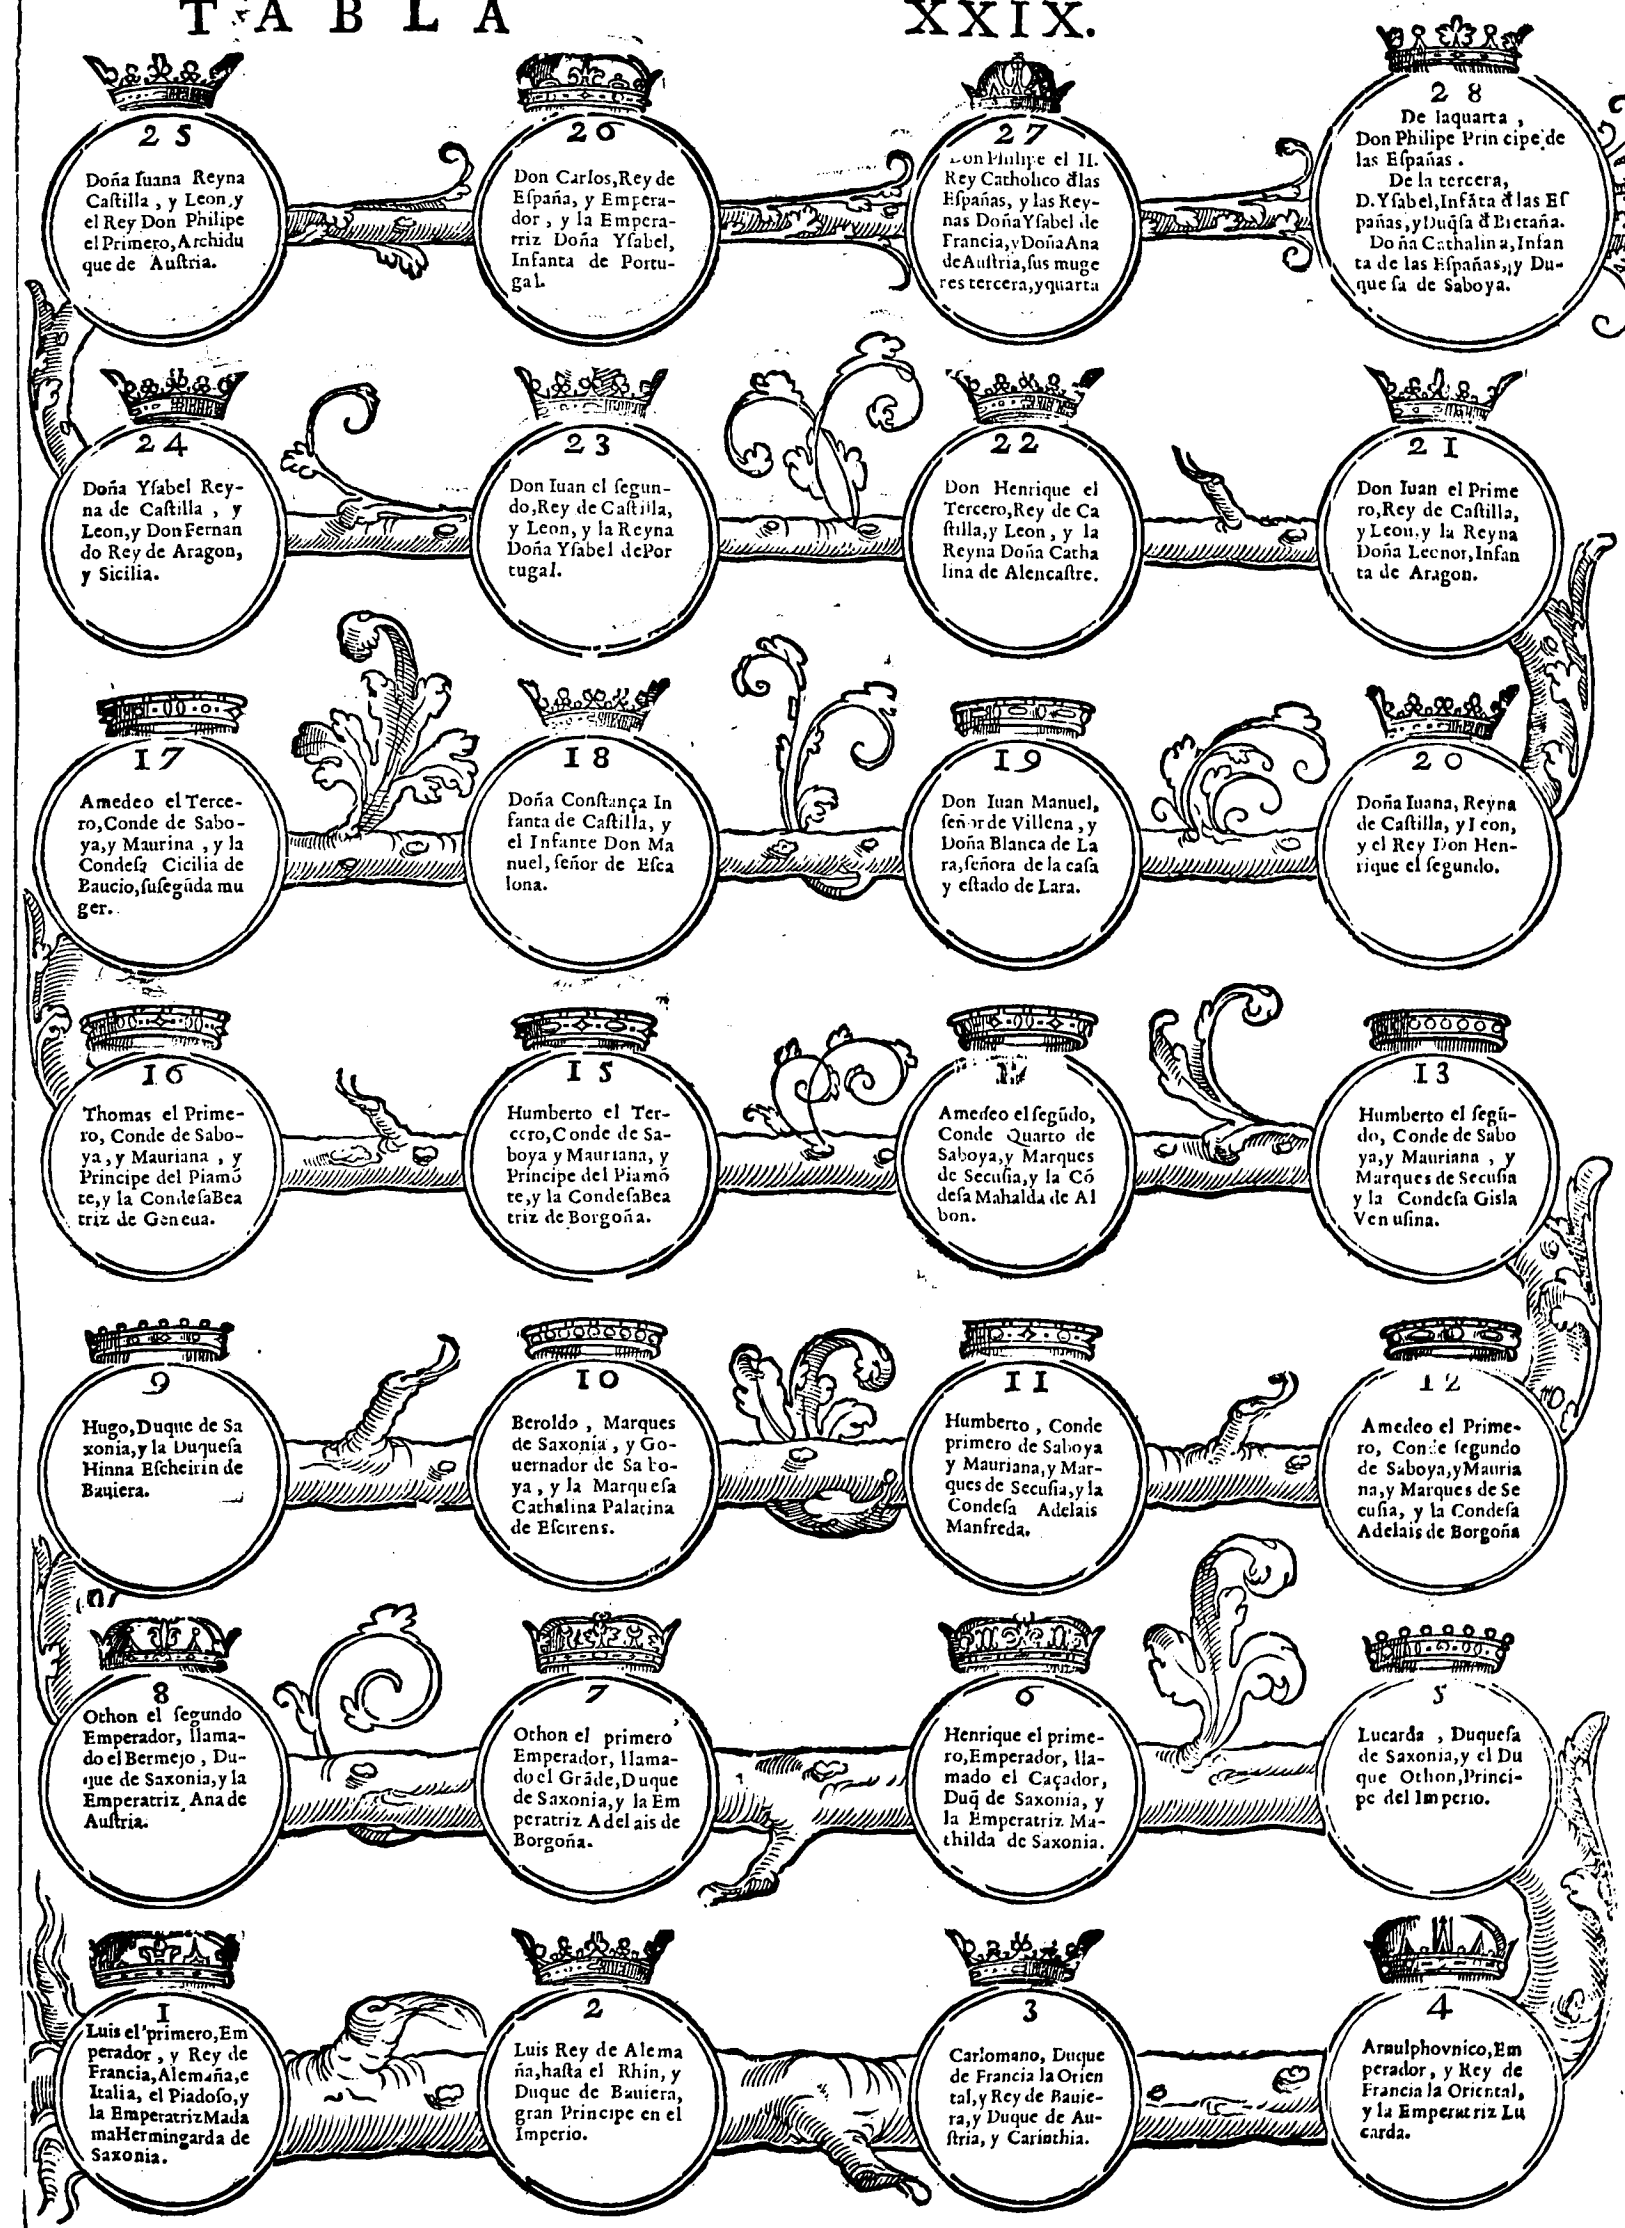 TABLA XXIX.
25
Doña Iuana Reyna
Caſtilla, y Leon, y
el Rey Don Philipe
el Primero, Archidu
que de Auſtria.
26
Don Carlos, Rey de
Eſpaña, y Empera-
dor, y la Empera-
triz Doña Yſabel,
Infanta de Portu-
gal.
27
Don Philipe el II.
Rey Catholico đlas
Eſpañas, y las Rey-
nas Doña Yſabel de
Francia, y Doña Ana
de Auſtria, ſus muge
res tercera, y quarta
28
De laquarta,
Don Philipe Prin cipe de
las Eſpañas.
De la tercera,
D. Yſabel, Infāta đ las Eſ
pañas, y Duq̄ſa đ Bretaña.
Do ña Cathalina, Infan
ta de las Eſpañas, y Du-
que ſa de Saboya.
24
Doña Yſabel Rey-
na de Caſtilla, y
Leon, y Don Fernan
do Rey de Aragon,
y Sicilia.
23
Don Iuan el ſegun-
do, Rey de Caſtilla,
y Leon, y la Reyna
Doña Yſabel dePor
tugal.
22
Don Henrique el
Tercero, Rey de Ca
ſtilla, y Leon, y la
Reyna Doña Catha
lina de Alencaſtre.
21
Don Iuan el Prime
ro, Rey de Caſtilla,
y Leon, y la Reyna
Doña Leonor, Infan
ta de Aragon.
17
Amedeo el Terce-
ro, Conde de Sabo-
ya, y Maurina, y la
Condeſa Cicilia de
Baucio, ſuſegūda mu
ger.
18
Doña Conſtança In
fanta de Caſtilla, y
el Infante Don Ma
nuel, ſeñor de Eſca
lona.
19
Don Iuan Manuel,
ſeñor de Villena, y
Doña Blanca de La
ra, ſeñora de la caſa
y eſtado de Lara.
20
Doña Iuana, Reyna
de Caſtilla, y Leon,
y el Rey Don Hen-
rique el ſegundo.
16
Thomas el Prime-
ro, Conde de Sabo-
ya, y Mauriana, y
Principe del Piamō
te, y la CondeſaBea
triz de Geneua.
15
Humberto el Ter-
cero, Conde de Sa-
boya y Mauriana, y
Principe del Piamō
te, y la CondeſaBea
triz de Borgoña.
14
Amedeo el ſegūdo,
Conde Quarto de
Saboya, y Marques
de Secuſia, y la Cō
deſa Mahalda de Al
bon.
13
Humberto el ſegū-
do, Conde de Sabo
ya, y Mauriana, y
Marques de Secuſia
y la Condeſa Gisla
Ven uſina.
9
Hugo, Duque de Sa
xonia, y la Duqueſa
Hinna Eſcheirin de
Bauiera.
10
Beroldo, Marques
de Saxonia, y Go-
uernador de Sa bo-
ya, y la Marqueſa
Cathalina Palatina
de Eſcirens.
11
Humberto, Conde
primero de Saboya
y Mauriana, y Mar-
ques de Secuſia, y la
Condeſa Adelais
Manfreda.
12
Amedeo el Prime-
ro, Conde ſegundo
de Saboya, y Mauria
na, y Marques de Se
cuſia, y la Condeſa
Adelais de Borgoña
8
Othon el ſegundo
Emperador, llama-
do el Bermejo, Du-
que de Saxonia, y la
Emperatriz Ana de
Auſtria.
7
Othon el primero
Emperador, llama-
do el Grāde, Duque
de Saxonia, y la Em
peratriz Adelais de
Borgoña.
6
Henrique el prime-
ro, Emperador, lla-
mado el Caçador,
Duq̄ de Saxonia, y
la Emperatriz Ma-
thilda de Saxonia.
5
Lucarda, Duqueſa
de Saxonia, y el Du
que Othon, Princi-
pe del Imperio.
1
Luis el primero, Em
perador, y Rey de
Francia, Alemaña, e
Italia, el Piadoſo, y
la Emperatriz Mada
maHermingarda de
Saxonia.
2
Luis Rey de Alema
ña, haſta el Rhin, y
Duque de Bauiera,
gran Principe en el
Imperio.
3
Carlomano, Duque
de Francia la Orien
tal, y Rey de Bauie-
ra, y Duque de Au-
ſtria, y Carinthia.
4
Arnulphovnico, Em
perador, y Rey de
Francia la Oriental,
y la Emperatriz Lu
carda.